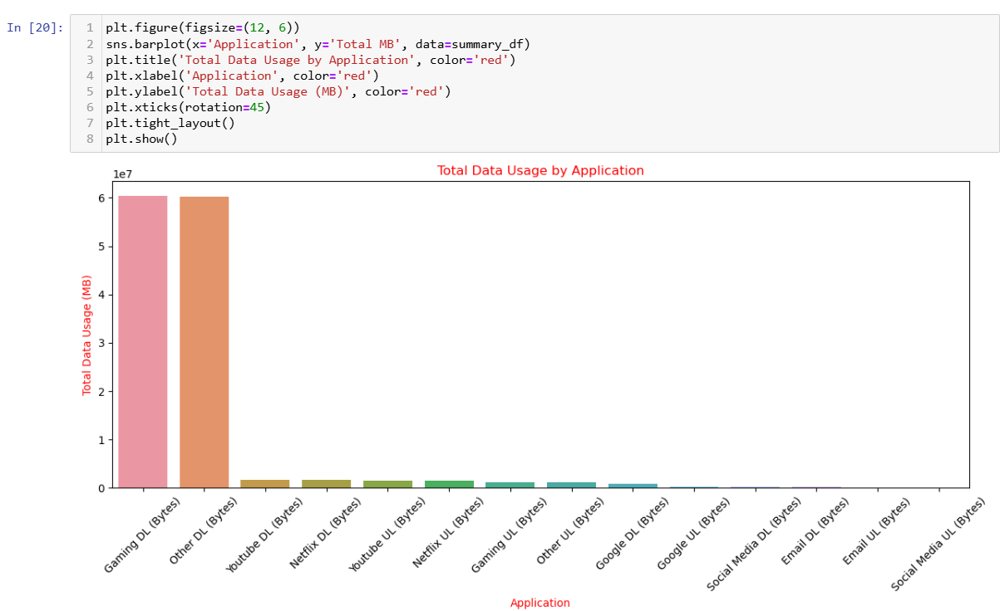 In [20]:
1 plt.figure(figsize=(12, 6))
2 sns.barplot(x='Application', y='Total MB', data=summary_df)
3 plt.title('Total Data Usage by Application', color='red')
4 plt.xlabel('Application', color='red')
5 plt.ylabel('Total Data Usage (MB)', color='red')
6 plt.xticks(rotation=45)
7 plt.tight_layout()
8 plt.show()
Total Data Usage by Application
1e7
6
5
4
3
2
1
0
Total Data Usage (MB)
Gaming DL (Bytes)
Other DL (Bytes)
Youtube DL (Bytes)
Netflix DL (Bytes)
Youtube UL (Bytes)
Netflix UL (Bytes)
Gaming UL (Bytes)
Other UL (Bytes)
Google DL (Bytes)
Google UL (Bytes)
Social Media DL (Bytes)
Email DL (Bytes)
Email UL (Bytes)
Social Media UL (Bytes)
Application